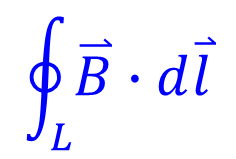 ∮_L B⃗ · dl⃗